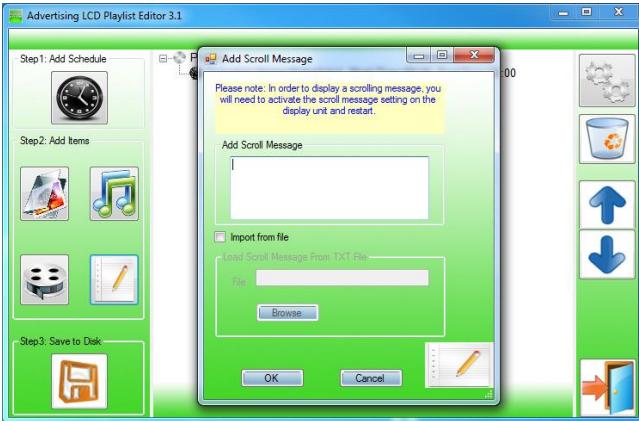 Advertising LCD Playlist Editor 3.1
Step1: Add Schedule
P
:00
Step2: Add Items
Step3: Save to Disk
Add Scroll Message
Please note: In order to display a scrolling message, you
will need to activate the scroll message setting on the
display unit and restart.
Add Scroll Message
Import from file
Load Scroll Message From TXT File
File
Browse
OK
Cancel